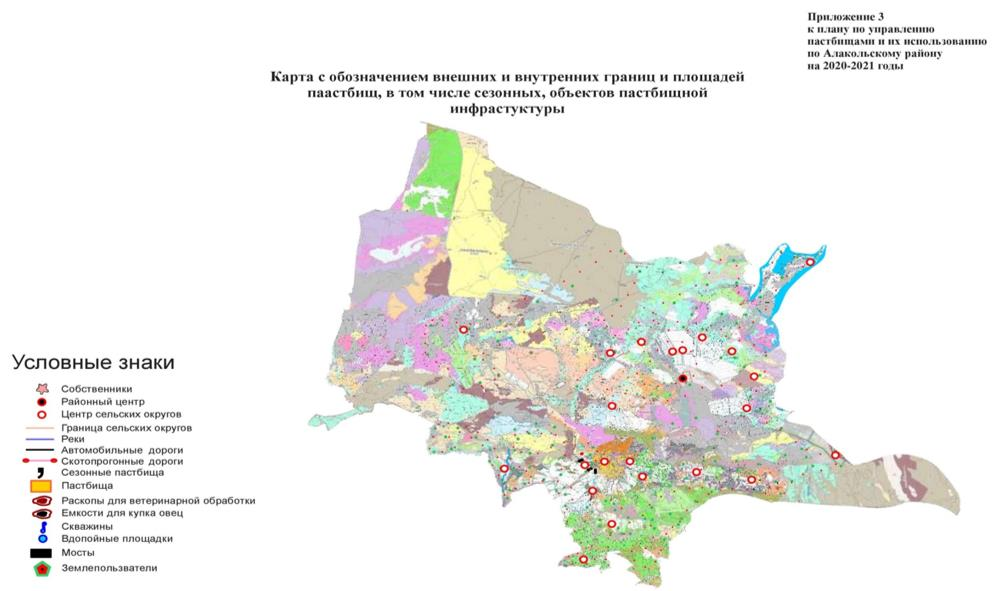 Приложение 3
к плану по управлению
пастбищами и их использованию
по Алакольскому району
на 2020-2021 годы
Карта с обозначением внешних и внутренних границ и площадей
паастбищ, в том числе сезонных, объектов пастбищной
инфрастуктуры
Условные знаки
Собственники
Районный центр
Центр сельских округов
Граница сельских округов
Реки
Автомобильные дороги
Скотопрогонные дороги
Сезонные пастбища
Пастбища
Раскопы для ветеринарной обработки
Емкости для купка овец
Скважины
Вдопойные площадки
Мосты
Землепользватели